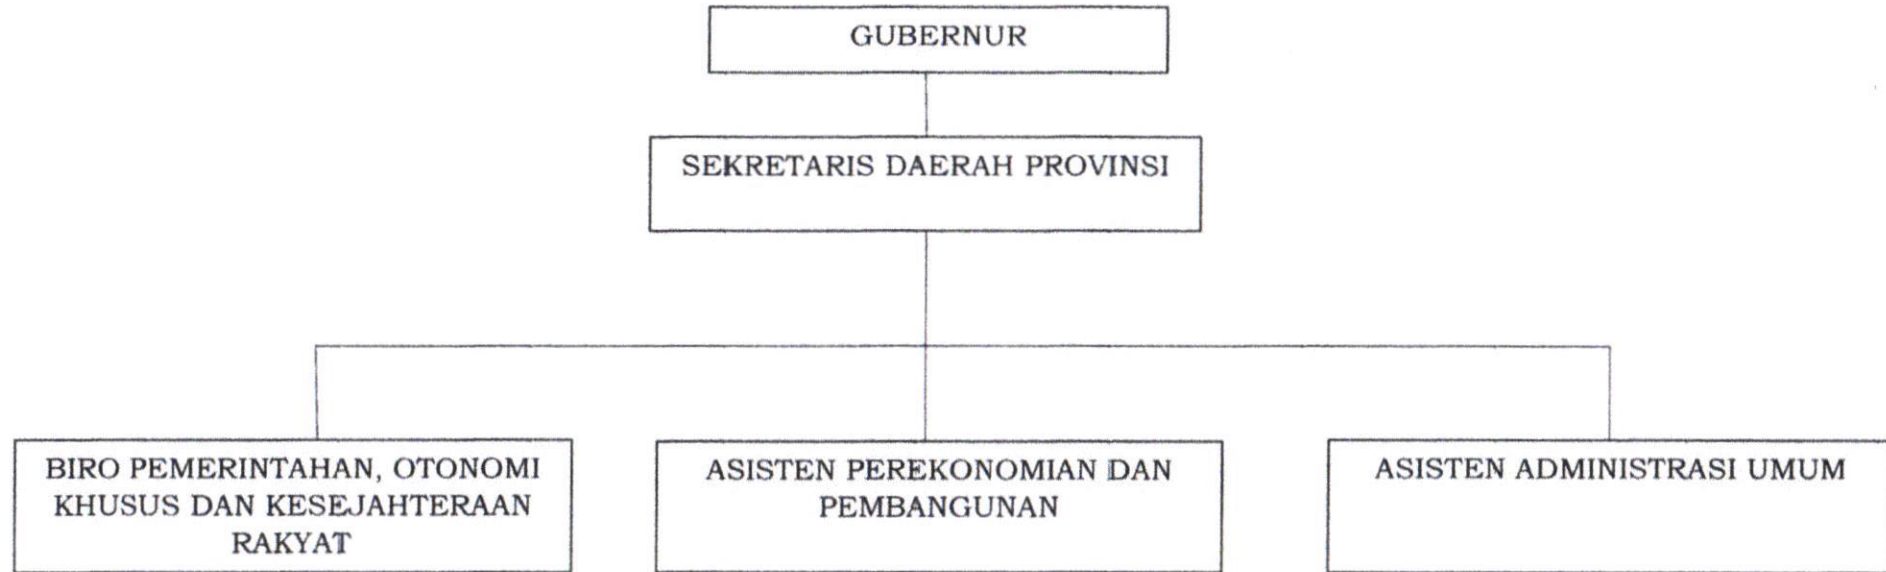 GUBERNUR
SEKRETARIS DAERAH PROVINSI
BIRO PEMERINTAHAN, OTONOMI
KHUSUS DAN KESEJAHTERAAN
RAKYAT
ASISTEN PEREKONOMIAN DAN
PEMBANGUNAN
ASISTEN ADMINISTRASI UMUM